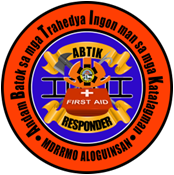 • Andam Batok sa mga Trahedya Ingon man sa mga Katalagman •
ABTIK
FIRST AID
RESPONDER
MDRRMO ALOGUINSAN